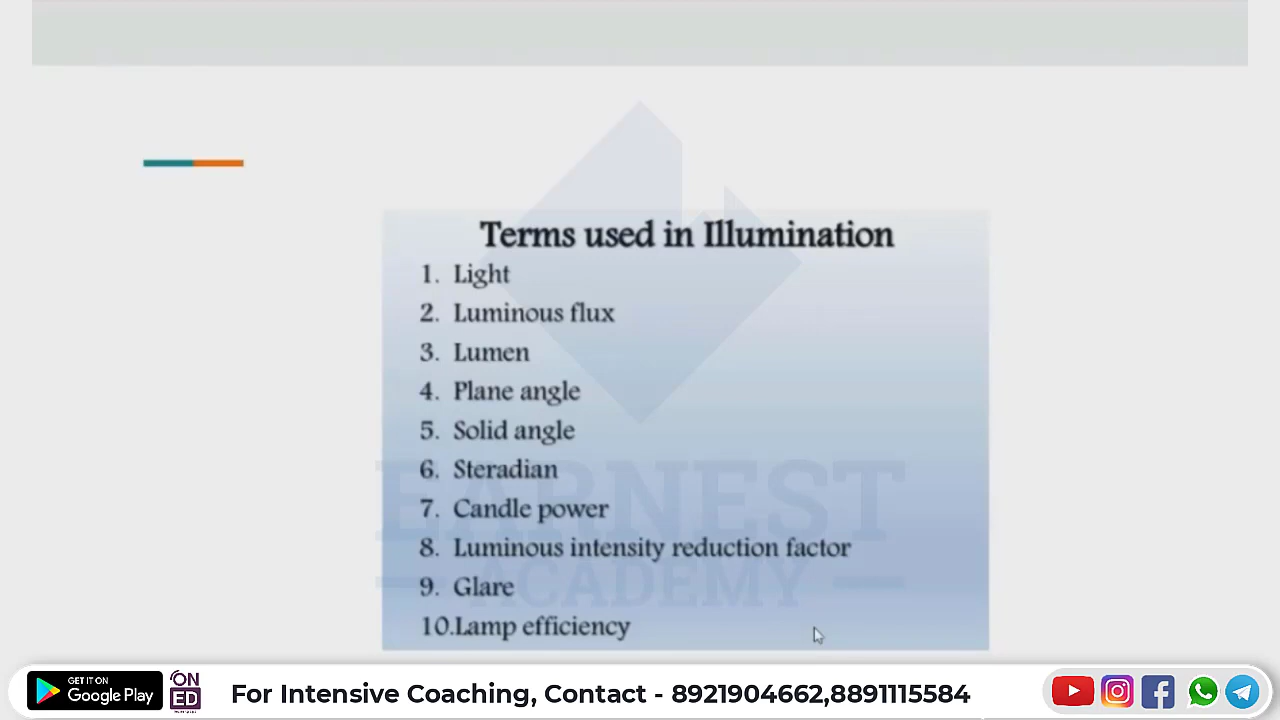 Terms used in Illumination
1. Light
2. Luminous flux
3. Lumen
4. Plane angle
5. Solid angle
6. Steradian
7. Candle power
8. Luminous intensity reduction factor
9. Glare
10.Lamp efficiency
EARNEST
ACADEMY
GET IT ON
Google Play
ON
ED
For Intensive Coaching, Contact - 8921904662,8891115584